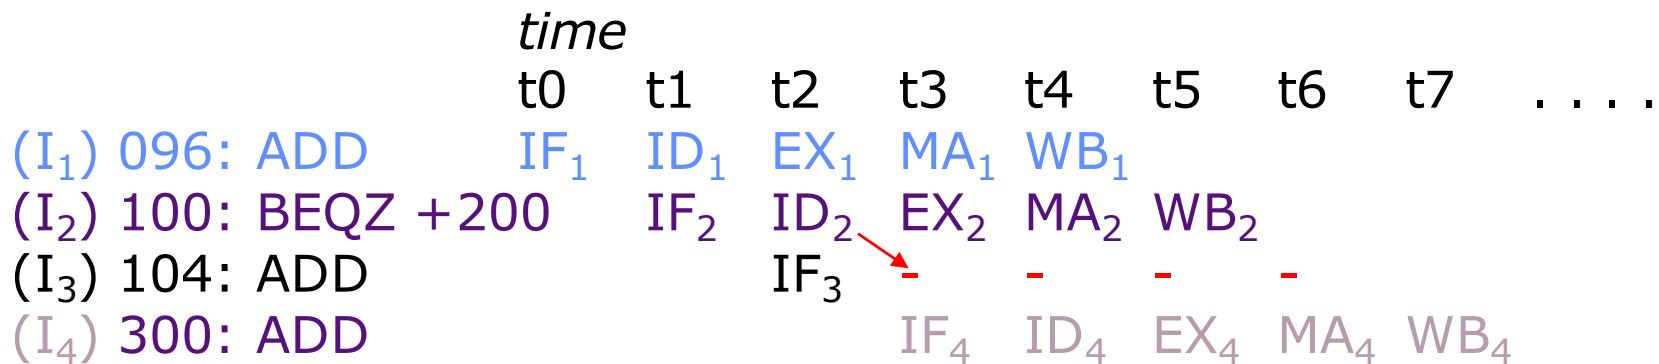 time
t0 t1 t2 t3 t4 t5 t6 t7 . . . .
(I₁) 096: ADD IF₁ ID₁ EX₁ MA₁ WB₁
(I₂) 100: BEQZ +200 IF₂ ID₂ EX₂ MA₂ WB₂
(I₃) 104: ADD IF₃ - - - -
(I₄) 300: ADD IF₄ ID₄ EX₄ MA₄ WB₄